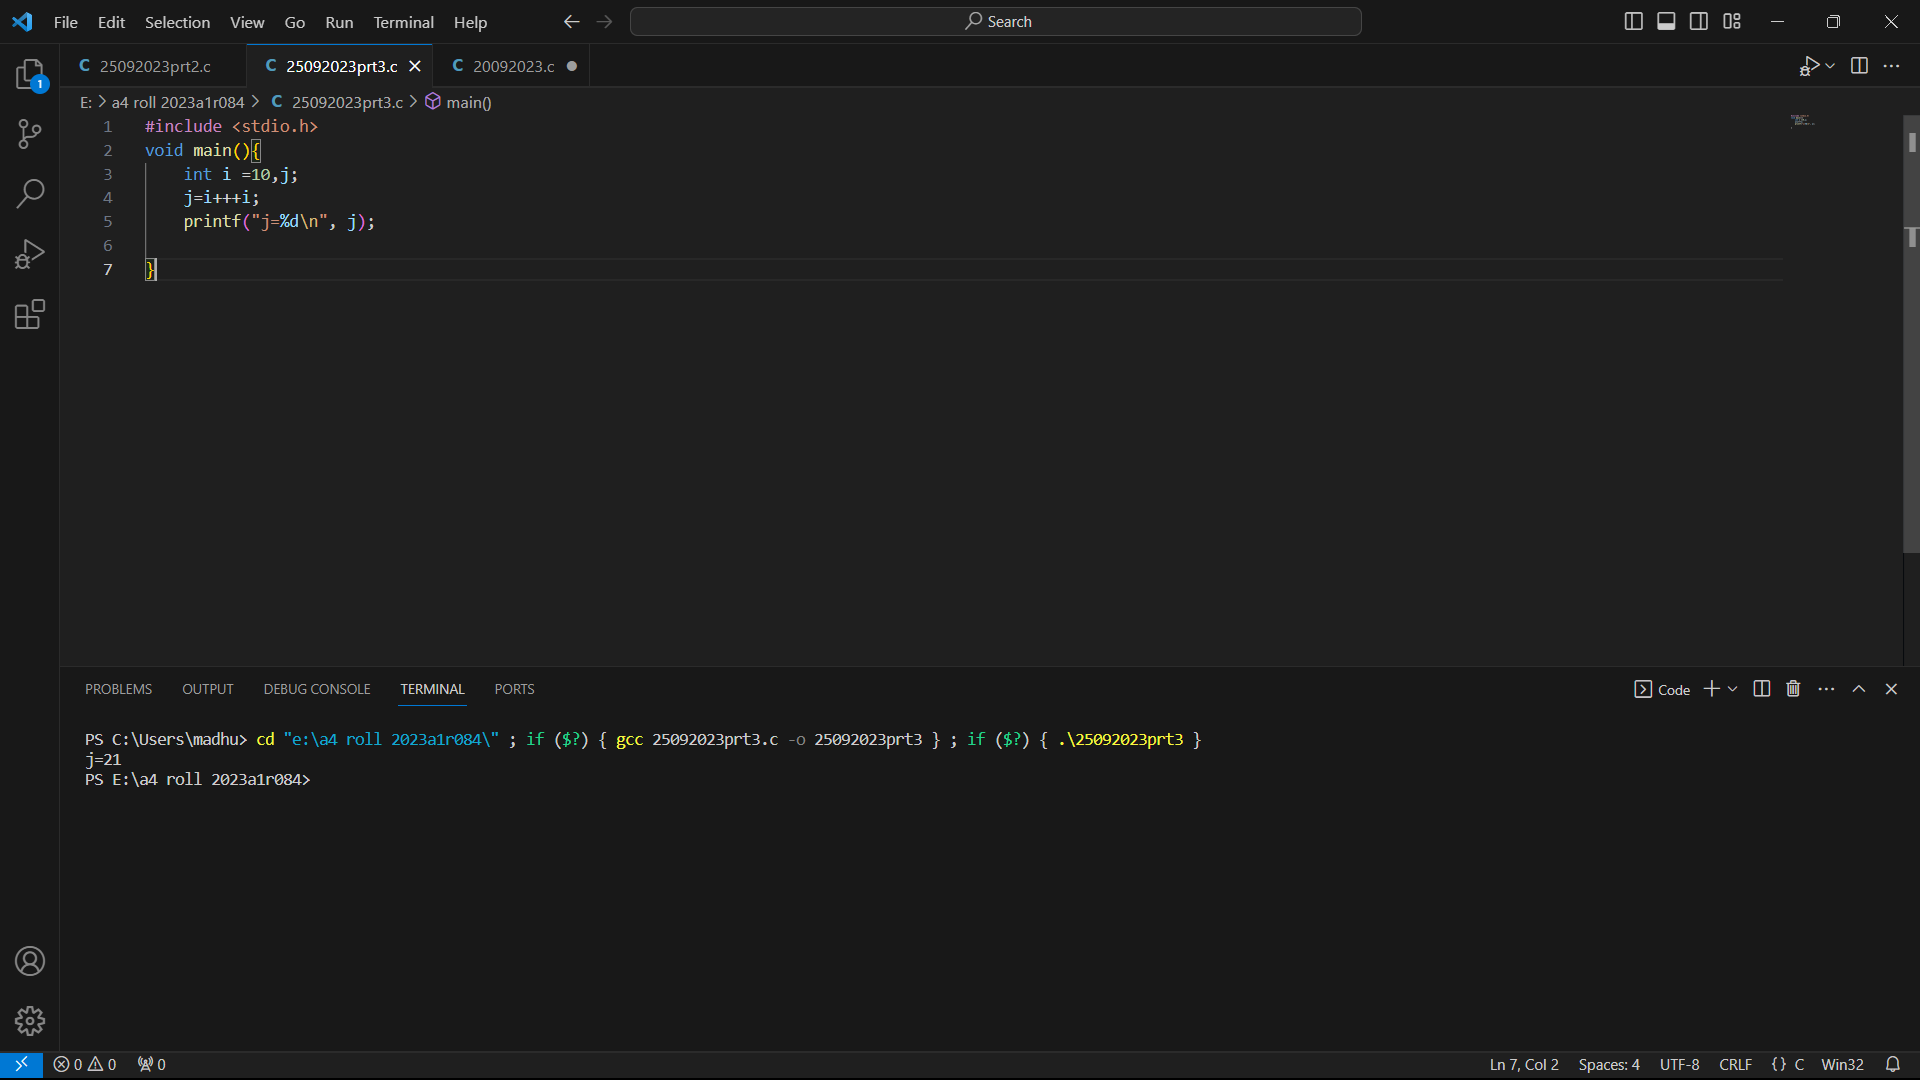 File Edit Selection View Go Run Terminal Help
Search
C 25092023prt2.c
C 25092023prt3.c
C 20092023.c
1
E: > a4 roll 2023a1r084 > C 25092023prt3.c > main()
1 #include <stdio.h>
2 void main(){
3 int i =10,j;
4 j=i+++i;
5 printf("j=%d\n", j);
6
7 }
PROBLEMS OUTPUT DEBUG CONSOLE TERMINAL PORTS
Code
PS C:\Users\madhu> cd "e:\a4 roll 2023a1r084\" ; if ($?) { gcc 25092023prt3.c -o 25092023prt3 } ; if ($?) { .\25092023prt3 }
j=21
PS E:\a4 roll 2023a1r084>
0 0 0
Ln 7, Col 2 Spaces: 4 UTF-8 CRLF {} C Win32